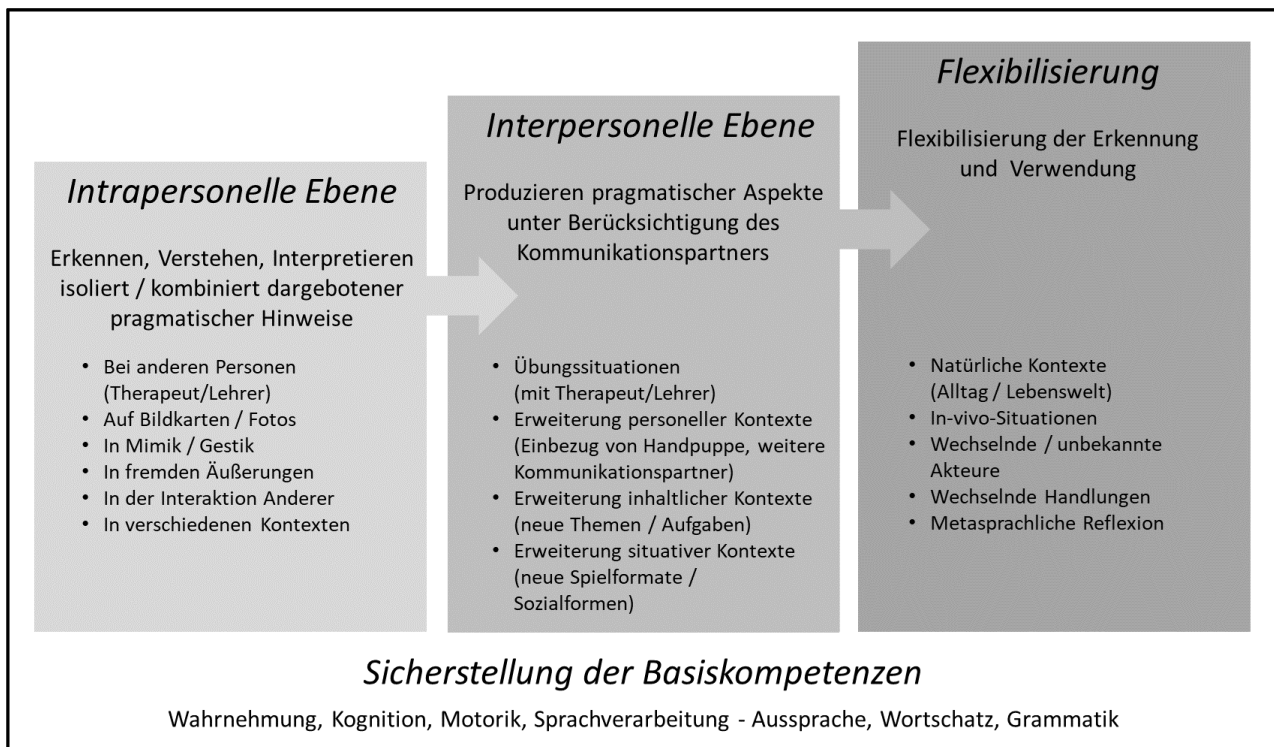 Intrapersonelle Ebene
Erkennen, Verstehen, Interpretieren
isoliert / kombiniert dargebotener
pragmatischer Hinweise
• Bei anderen Personen
(Therapeut/Lehrer)
• Auf Bildkarten / Fotos
• In Mimik / Gestik
• In fremden Äußerungen
• In der Interaktion Anderer
• In verschiedenen Kontexten
Interpersonelle Ebene
Produzieren pragmatischer Aspekte
unter Berücksichtigung des
Kommunikationspartners
• Übungssituationen
(mit Therapeut/Lehrer)
• Erweiterung personeller Kontexte
(Einbezug von Handpuppe, weitere
Kommunikationspartner)
• Erweiterung inhaltlicher Kontexte
(neue Themen / Aufgaben)
• Erweiterung situativer Kontexte
(neue Spielformate /
Sozialformen)
Flexibilisierung
Flexibilisierung der Erkennung
und Verwendung
• Natürliche Kontexte
(Alltag / Lebenswelt)
• In-vivo-Situationen
• Wechselnde / unbekannte
Akteure
• Wechselnde Handlungen
• Metasprachliche Reflexion
Sicherstellung der Basiskompetenzen
Wahrnehmung, Kognition, Motorik, Sprachverarbeitung - Aussprache, Wortschatz, Grammatik